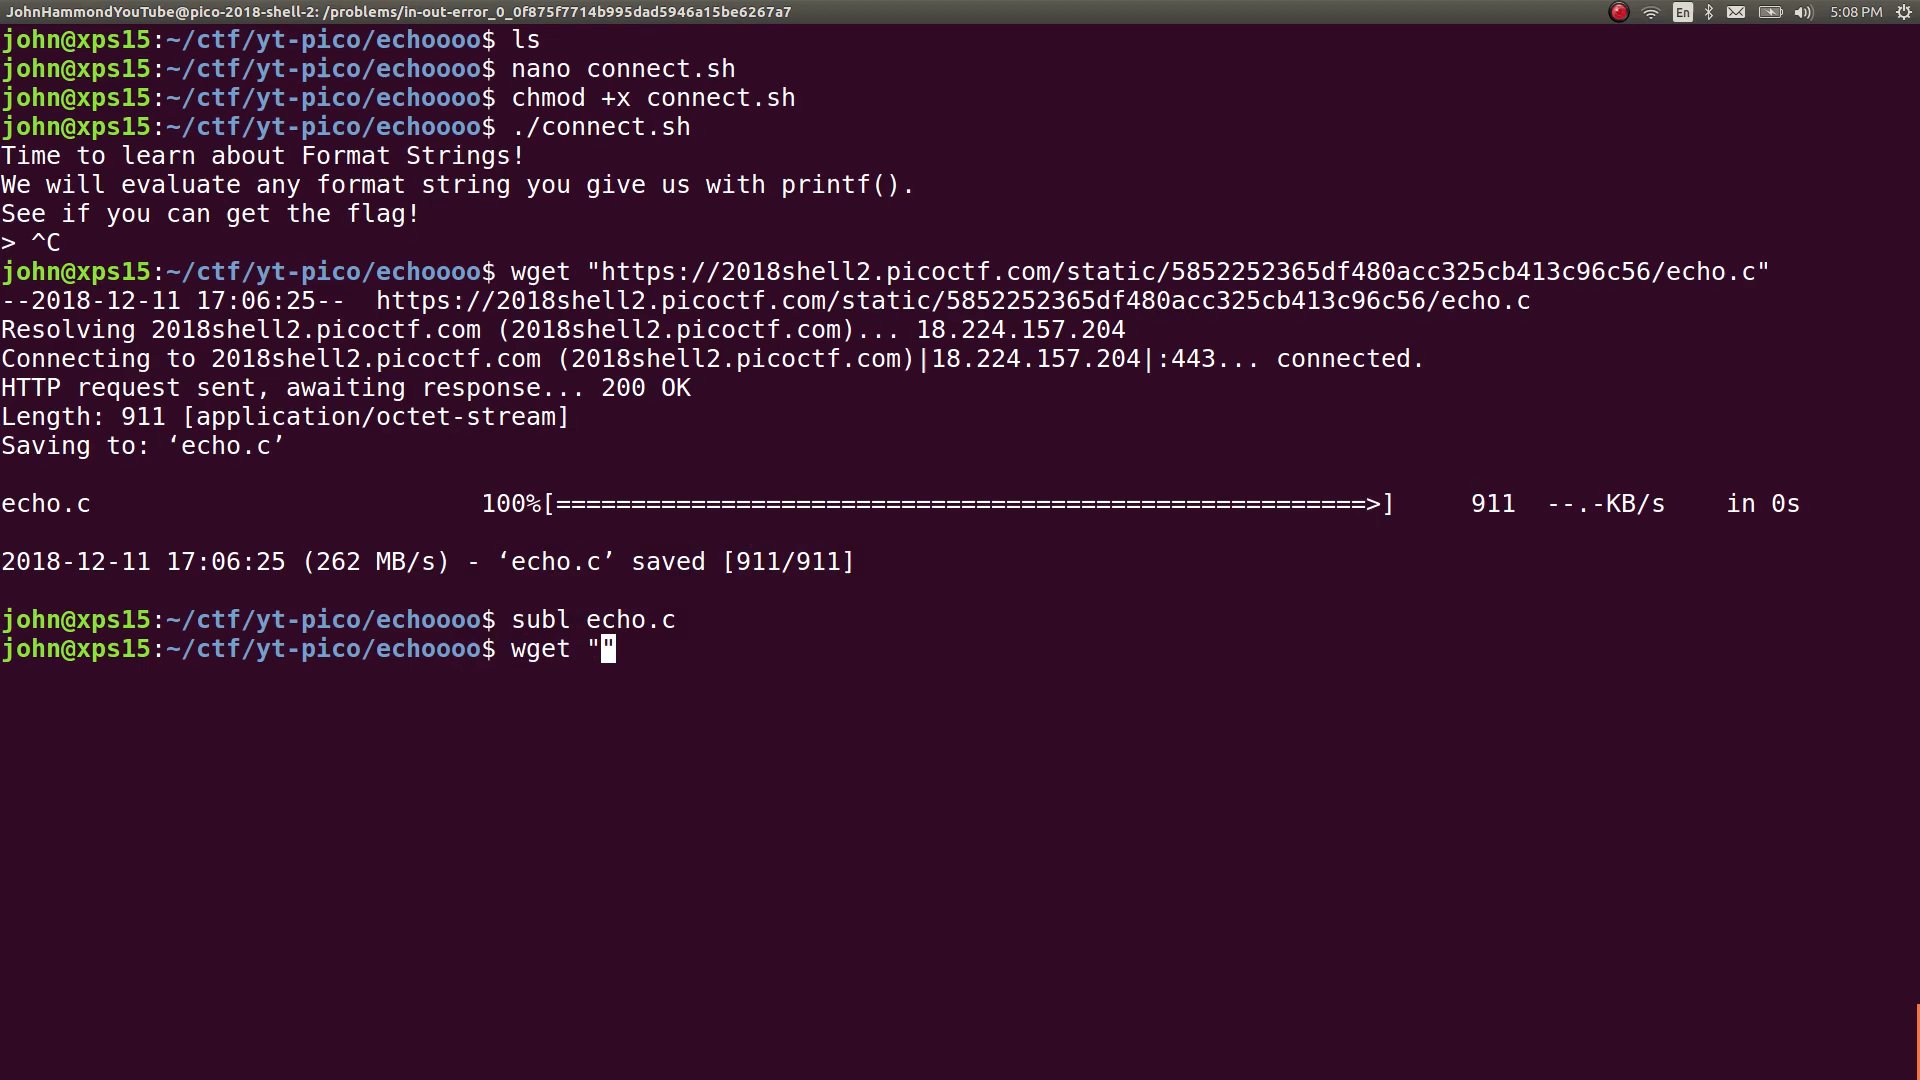 JohnHammondYouTube@pico-2018-shell-2: /problems/in-out-error_0_0f875f7714b995dad5946a15be6267a7 En 5:08 PM
john@xps15:~/ctf/yt-pico/echoooo$ ls
john@xps15:~/ctf/yt-pico/echoooo$ nano connect.sh
john@xps15:~/ctf/yt-pico/echoooo$ chmod +x connect.sh
john@xps15:~/ctf/yt-pico/echoooo$ ./connect.sh
Time to learn about Format Strings!
We will evaluate any format string you give us with printf().
See if you can get the flag!
> ^C
john@xps15:~/ctf/yt-pico/echoooo$ wget "https://2018shell2.picoctf.com/static/5852252365df480acc325cb413c96c56/echo.c"
--2018-12-11 17:06:25--  https://2018shell2.picoctf.com/static/5852252365df480acc325cb413c96c56/echo.c
Resolving 2018shell2.picoctf.com (2018shell2.picoctf.com)... 18.224.157.204
Connecting to 2018shell2.picoctf.com (2018shell2.picoctf.com)|18.224.157.204|:443... connected.
HTTP request sent, awaiting response... 200 OK
Length: 911 [application/octet-stream]
Saving to: ‘echo.c’
echo.c 100%[======================================================>] 911 --.-KB/s in 0s
2018-12-11 17:06:25 (262 MB/s) - ‘echo.c’ saved [911/911]
john@xps15:~/ctf/yt-pico/echoooo$ subl echo.c
john@xps15:~/ctf/yt-pico/echoooo$ wget ""